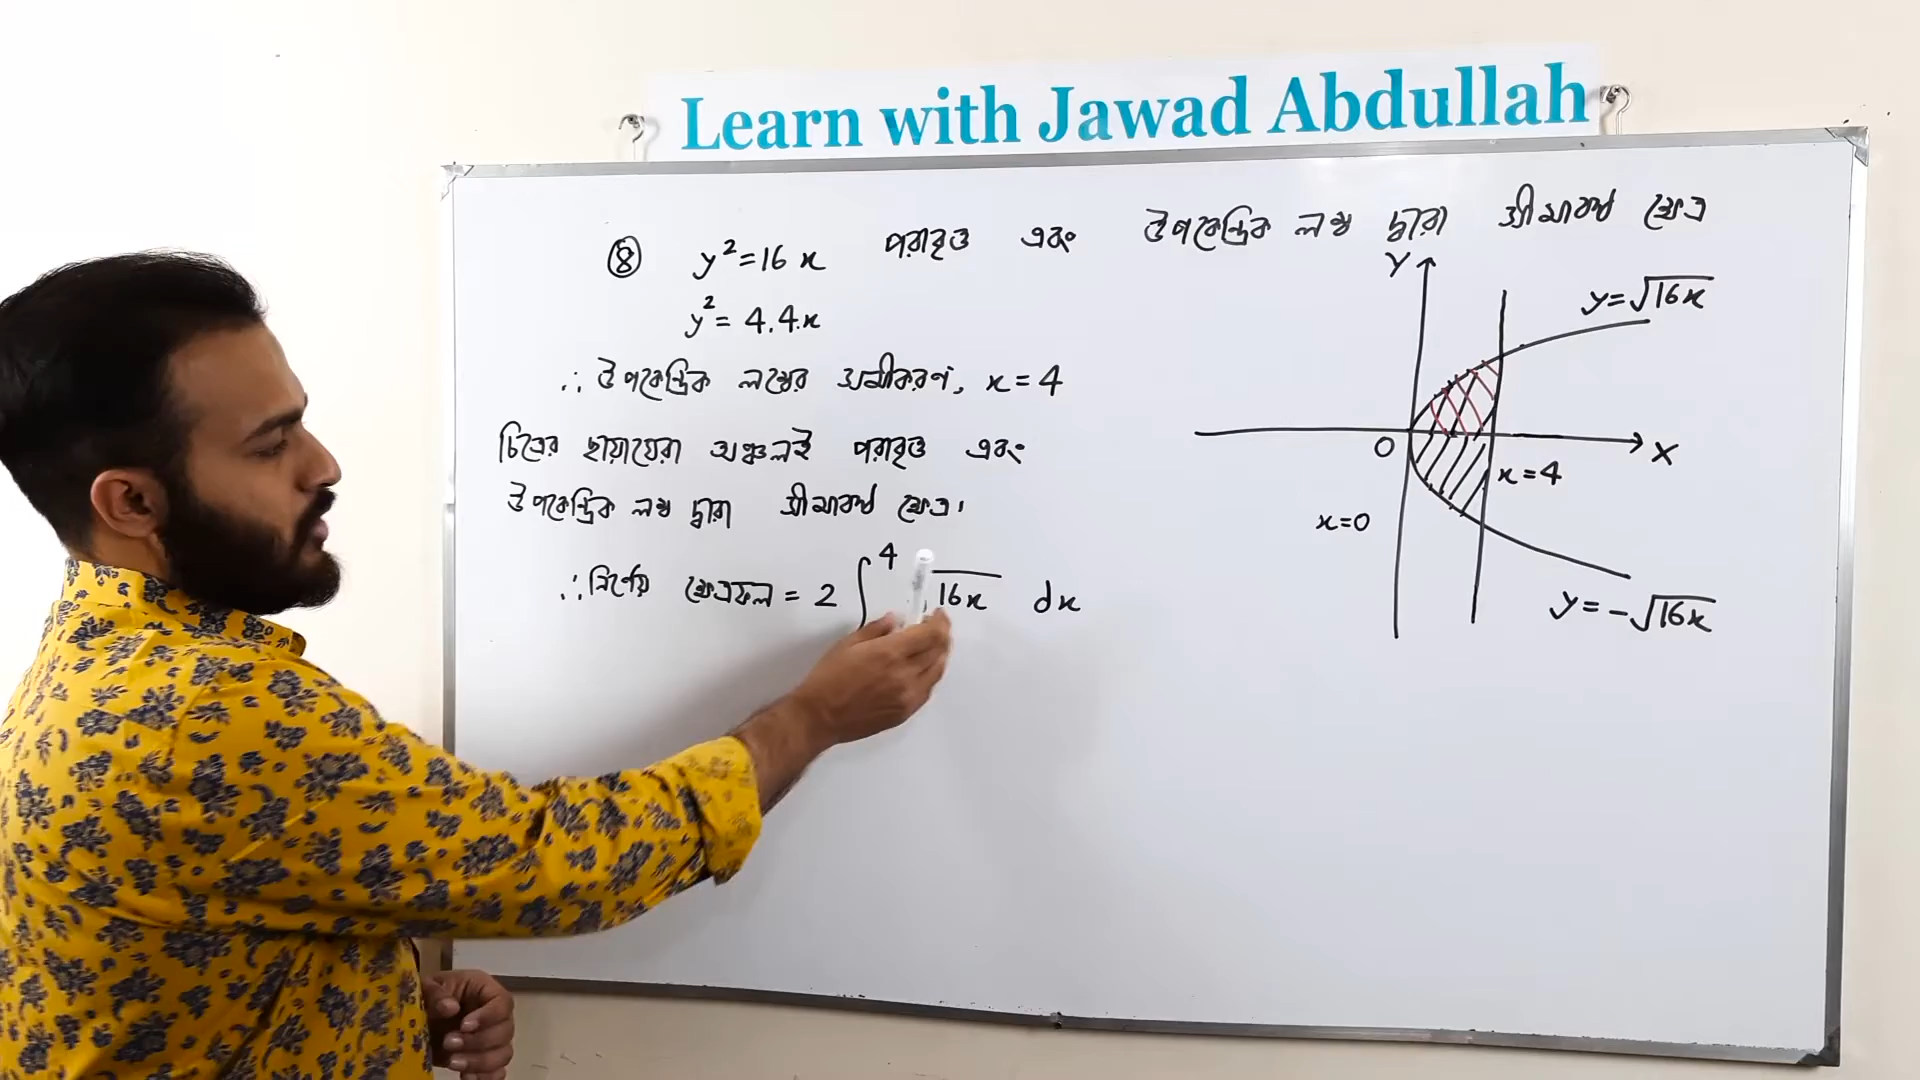 Learn with Jawad Abdullah
⑧ y² = 16x পরাবৃত্ত এবং উপকেন্দ্রিক লম্ব দ্বারা সীমাবদ্ধ ক্ষেত্র
y² = 4.4.x
∴ উপকেন্দ্রিক লম্বের সমীকরণ, x = 4
চিত্রের ছায়াঘেরা অঞ্চলই পরাবৃত্ত এবং
উপকেন্দ্রিক লম্ব দ্বারা সীমাবদ্ধ ক্ষেত্র।
∴ নির্ণেয় ক্ষেত্রফল = 2 ∫ 4 √16x dx
Y
y = √16x
O
X
x = 4
x = 0
y = - √16x